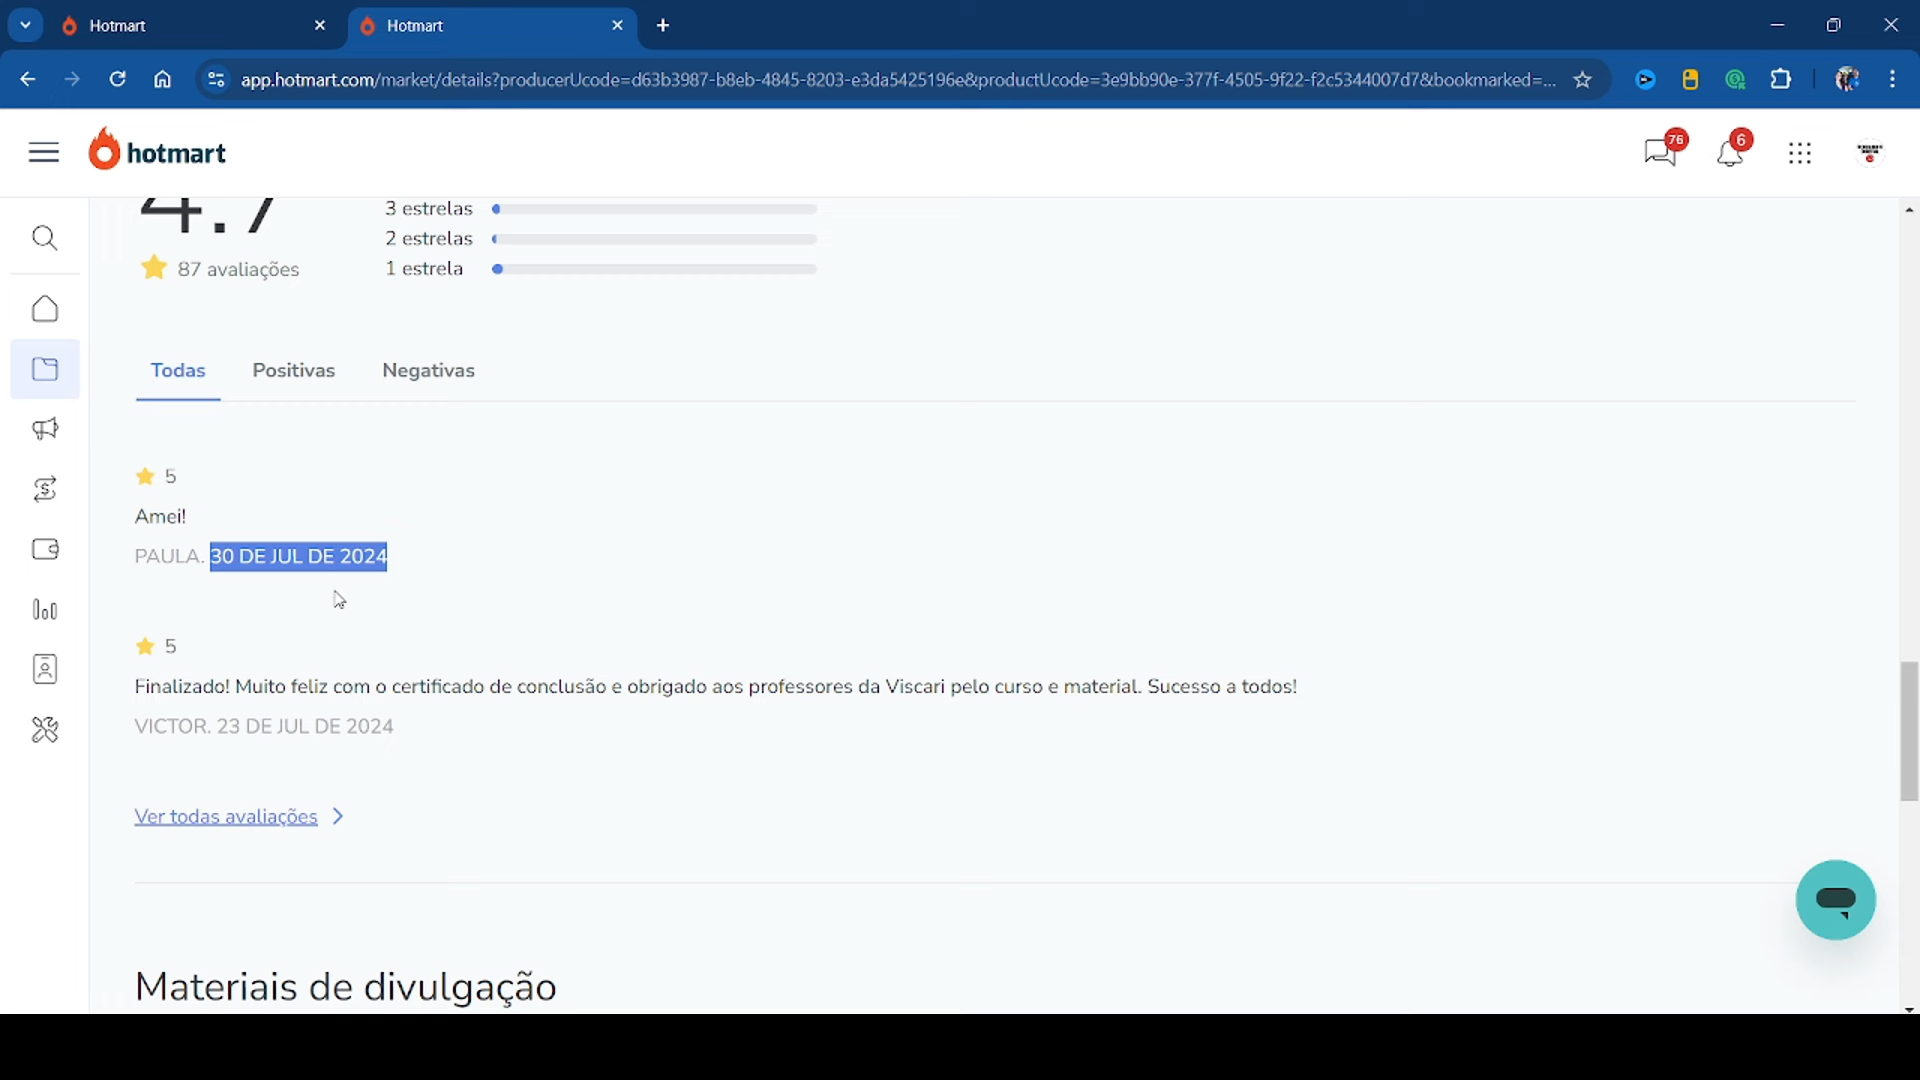 Hotmart
Hotmart
app.hotmart.com/market/details?producerUcode=d63b3987-b8eb-4845-8203-e3da5425196e&productUcode=3e9bb90e-377f-4505-9f22-f2c5344007d7&bookmarked=...
hotmart
76
6
4.7
3 estrelas
2 estrelas
87 avaliações
1 estrela
Todas
Positivas
Negativas
5
Amei!
PAULA. 30 DE JUL DE 2024
5
Finalizado! Muito feliz com o certificado de conclusão e obrigado aos professores da Viscari pelo curso e material. Sucesso a todos!
VICTOR. 23 DE JUL DE 2024
Ver todas avaliações
Materiais de divulgação